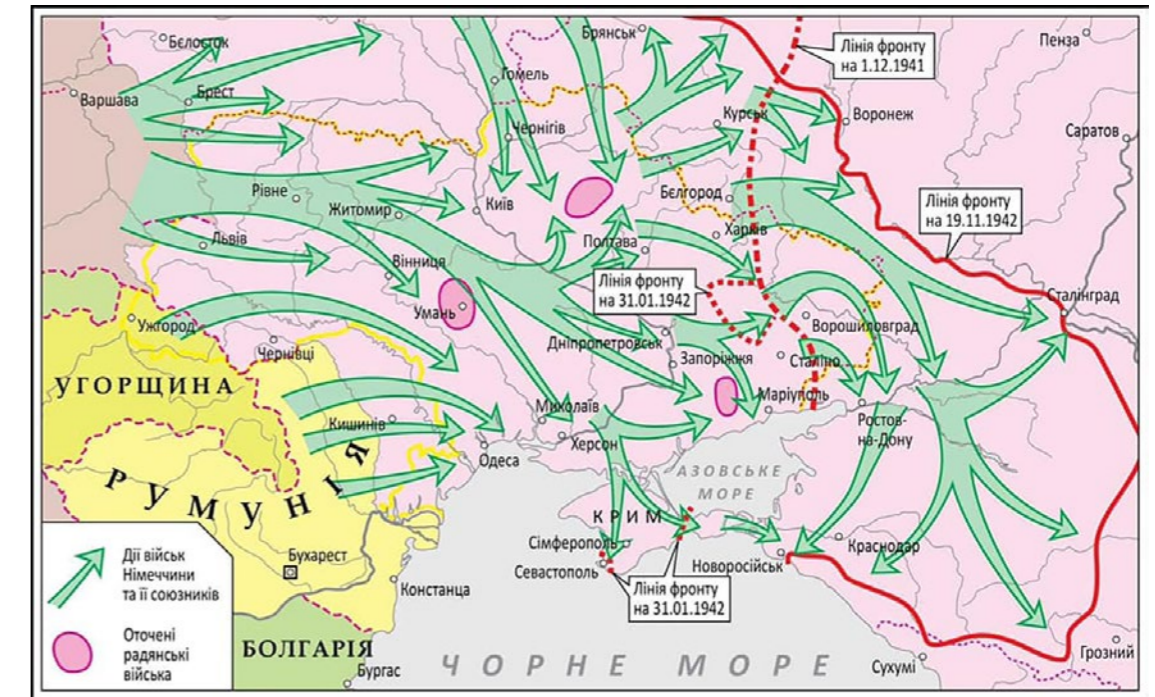 Бєлосток
Варшава
Брест
Гомель
Чернігів
Брянськ
Лінія фронту
на 1.12.1941
Пенза
Курськ
Воронеж
Саратов
Рівне
Житомир
Київ
Бєлгород
Харків
Лінія фронту
на 19.11.1942
Львів
Вінниця
Полтава
Лінія фронту
на 31.01.1942
Умань
Сталінград
Ужгород
Чернівці
Дніпропетровськ
Ворошиловград
Запоріжжя
Сталіно
УГОРЩИНА
Маріуполь
Кишинів
Миколаїв
Херсон
Одеса
Ростов-
на-Дону
РУМУНІЯ
АЗОВСЬКЕ
МОРЕ
КРИМ
Сімферополь
Севастополь
Новоросійськ
Краснодар
Лінія фронту
на 31.01.1942
Бухарест
Констанца
БОЛГАРІЯ
Бургас
ЧОРНЕ МОРЕ
Сухумі
Грозний
Дії військ
Німеччини
та її союзників
Оточені
радянські
війська